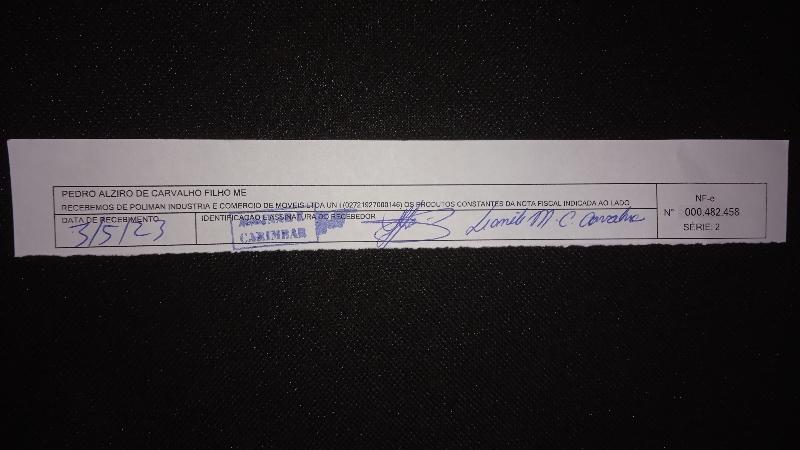 PEDRO ALZIRO DE CARVALHO FILHO ME
RECEBEMOS DE POLIMAN INDUSTRIA E COMERCIO DE MOVEIS LTDA UN I (02721927000146) OS PRODUTOS CONSTANTES DA NOTA FISCAL INDICADA AO LADO
DATA DE RECEBIMENTO
3/5/23
IDENTIFICAÇÃO E ASSINATURA DO RECEBEDOR
CARIMBAR
M. C. Carvalho
NF-e
N° 000.482.458
SÉRIE: 2